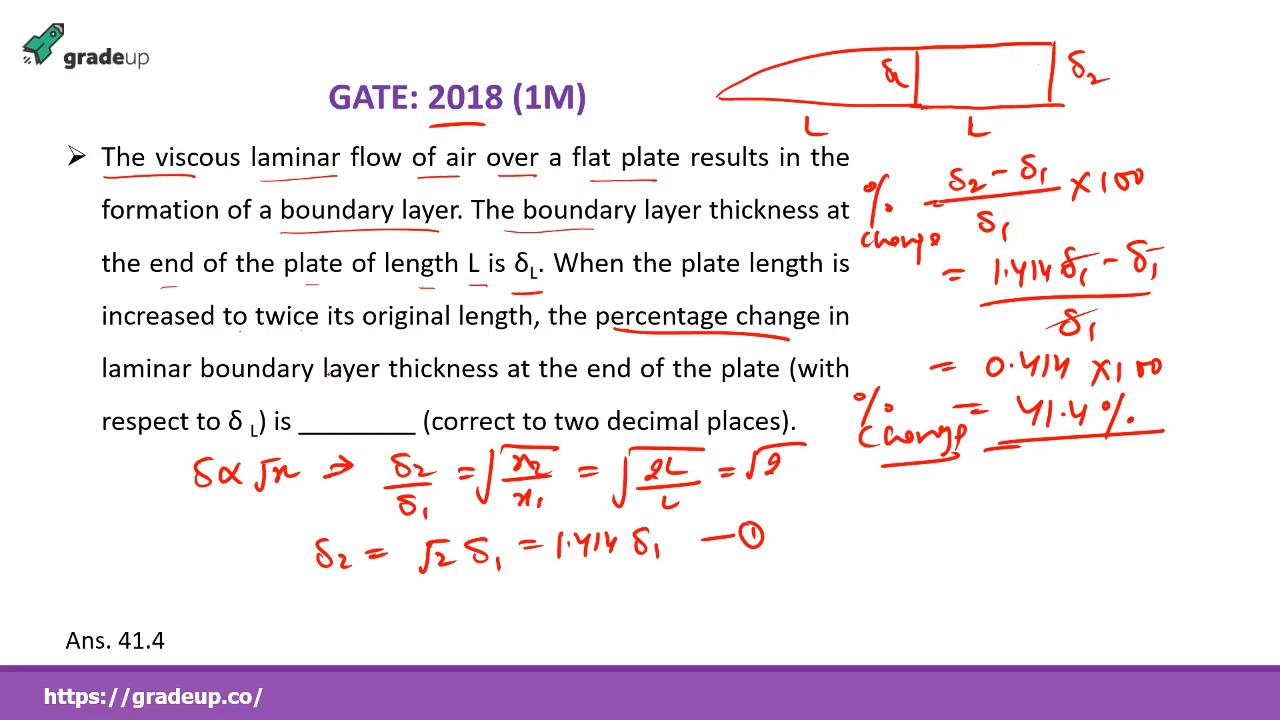 gradeup
GATE: 2018 (1M)
δL
δ2
L
L
➢ The viscous laminar flow of air over a flat plate results in the
formation of a boundary layer. The boundary layer thickness at
the end of the plate of length L is δL. When the plate length is
increased to twice its original length, the percentage change in
laminar boundary layer thickness at the end of the plate (with
respect to δ L) is ________ (correct to two decimal places).
% change = (δ2 − δ1)/δ1 × 100
= (1.414 δ1 − δ1)/δ1
= 0.414 × 100
% change = 41.4 %
δ ∝ √x ⇒ δ2/δ1 = √(x2/x1) = √(2L/L) = √2
δ2 = √2 δ1 = 1.414 δ1 — ①
Ans. 41.4
https://gradeup.co/